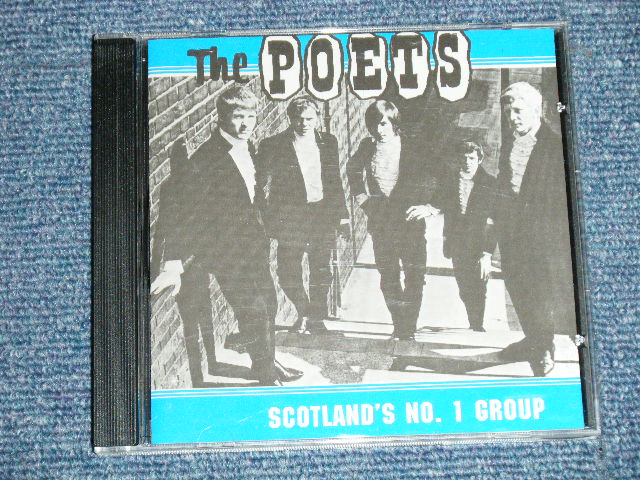 The POETS
SCOTLAND'S NO. 1 GROUP